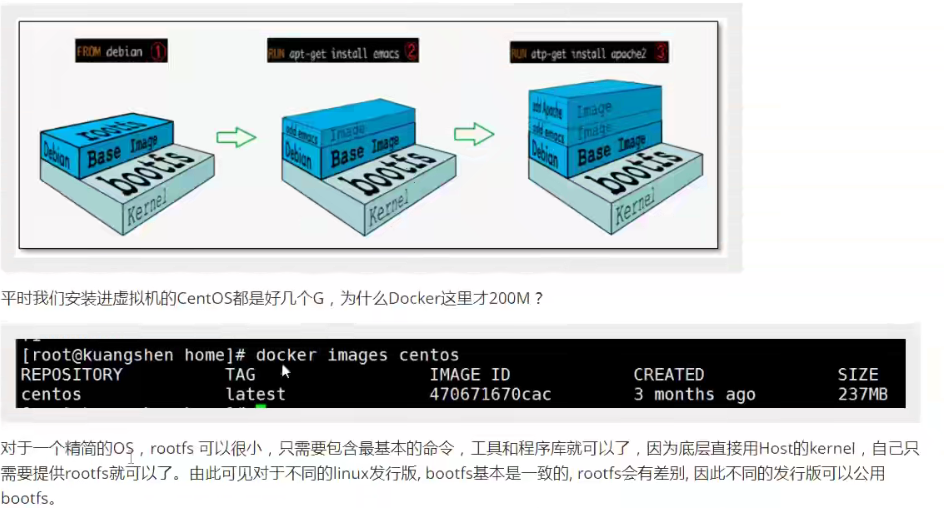 FROM debian ①
RUN apt-get install emacs ②
RUN atp-get install apache2 ③
rootfs
Debian
Base Image
bootfs
Kernel
add emacs
Image
Debian
Base Image
bootfs
Kernel
add Apache
Image
add emacs
Image
Debian
Base Image
bootfs
Kernel
平时我们安装进虚拟机的CentOS都是好几个G，为什么Docker这里才200M？
[root@kuangshen home]# docker images centos
REPOSITORY TAG IMAGE ID CREATED SIZE
centos latest 470671670cac 3 months ago 237MB
对于一个精简的OS，rootfs 可以很小，只需要包含最基本的命令，工具和程序库就可以了，因为底层直接用Host的kernel，自己只
需要提供rootfs就可以了。由此可见对于不同的linux发行版, bootfs基本是一致的, rootfs会有差别, 因此不同的发行版可以公用
bootfs。